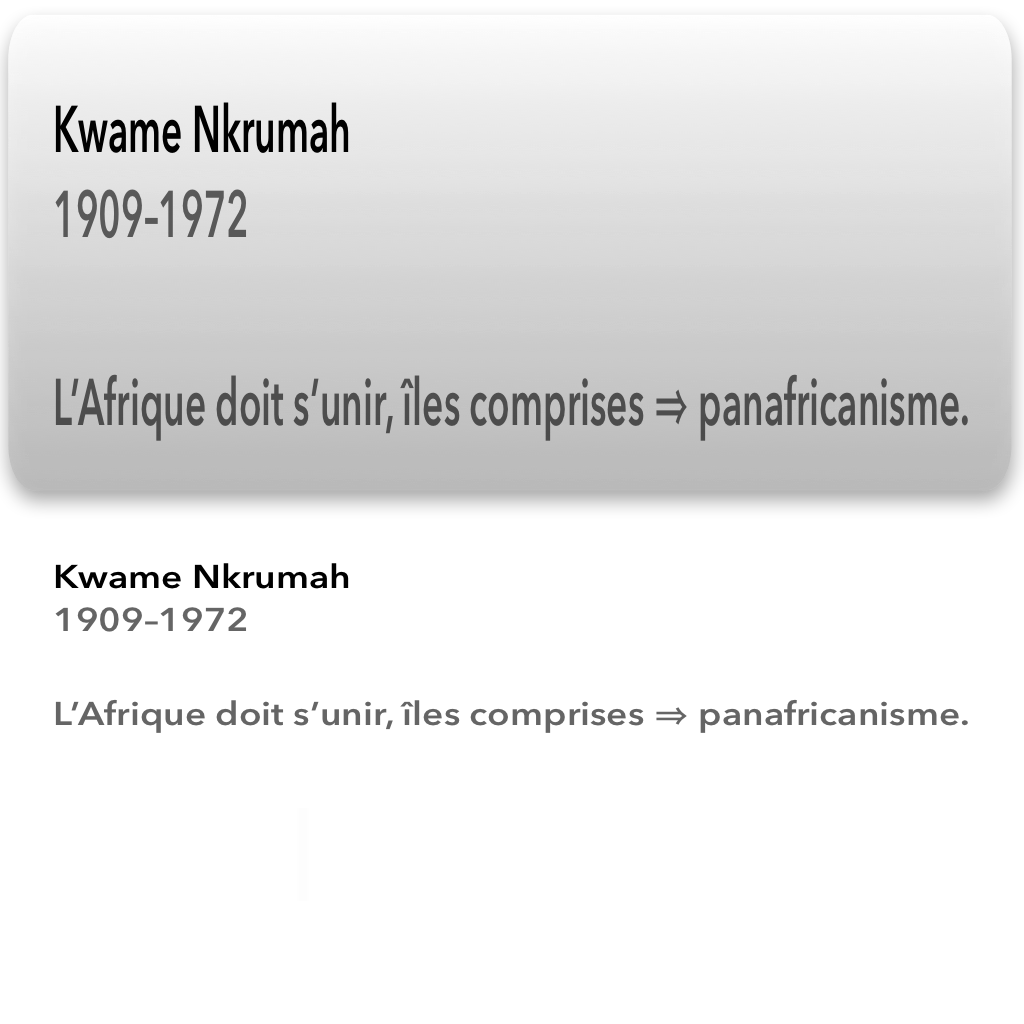 Kwame Nkrumah
1909–1972
L’Afrique doit s’unir, îles comprises ⇒ panafricanisme.
Kwame Nkrumah
1909–1972
L’Afrique doit s’unir, îles comprises ⇒ panafricanisme.